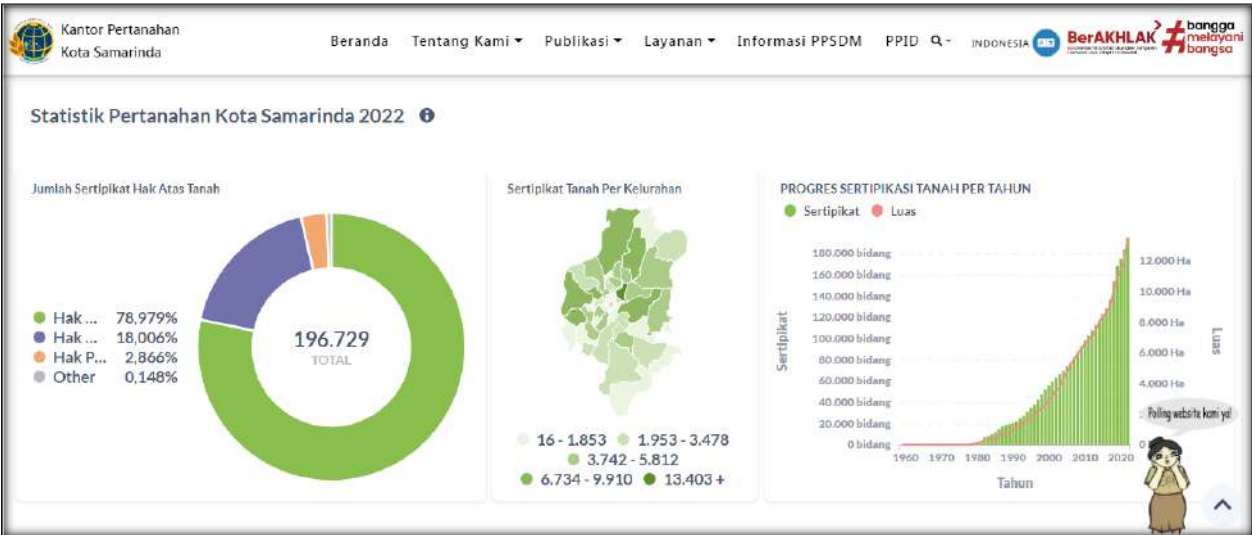 Kantor Pertanahan
Kota Samarinda
Beranda Tentang Kami Publikasi Layanan Informasi PPSDM PPID INDONESIA
BerAKHLAK
# bangga
melayani
bangsa
Statistik Pertanahan Kota Samarinda 2022
Jumlah Sertipikat Hak Atas Tanah
Hak ... 78,979%
Hak ... 18,006%
Hak P... 2,866%
Other 0,148%
196.729
TOTAL
Sertipikat Tanah Per Kelurahan
16 - 1.853 1.953 - 3.478
3.742 - 5.812
6.734 - 9.910 13.403 +
PROGRES SERTIPIKASI TANAH PER TAHUN
Sertipikat Luas
Sertipikat
180.000 bidang
160.000 bidang
140.000 bidang
120.000 bidang
100.000 bidang
80.000 bidang
60.000 bidang
40.000 bidang
20.000 bidang
0 bidang
12.000 Ha
10.000 Ha
8.000 Ha
6.000 Ha
4.000 Ha
Luas
1960 1970 1980 1990 2000 2010 2020
Tahun
Polling website kami ya!